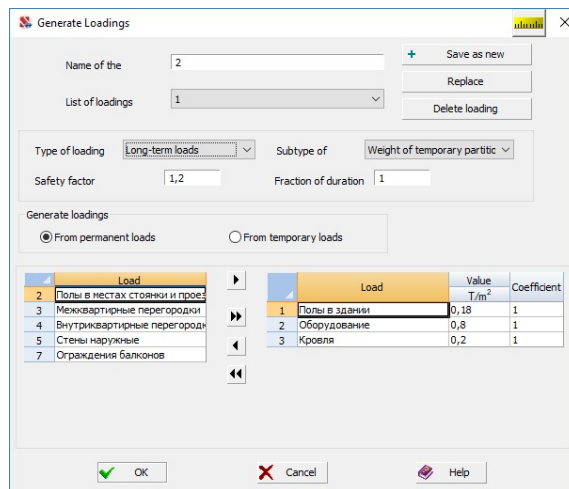 Generate Loadings
Name of the 2
+ Save as new
Replace
List of loadings 1
Delete loading
Type of loading Long-term loads Subtype of Weight of temporary partitic
Safety factor 1,2 Fraction of duration 1
Generate loadings
From permanent loads From temporary loads
Load
2 Полы в местах стоянки и проез
3 Межквартирные перегородки
4 Внутриквартирные перегородк
5 Стены наружные
7 Ограждения балконов
Load Value Coefficient
T/m²
1 Полы в здании 0,18 1
2 Оборудование 0,8 1
3 Кровля 0,2 1
OK Cancel Help